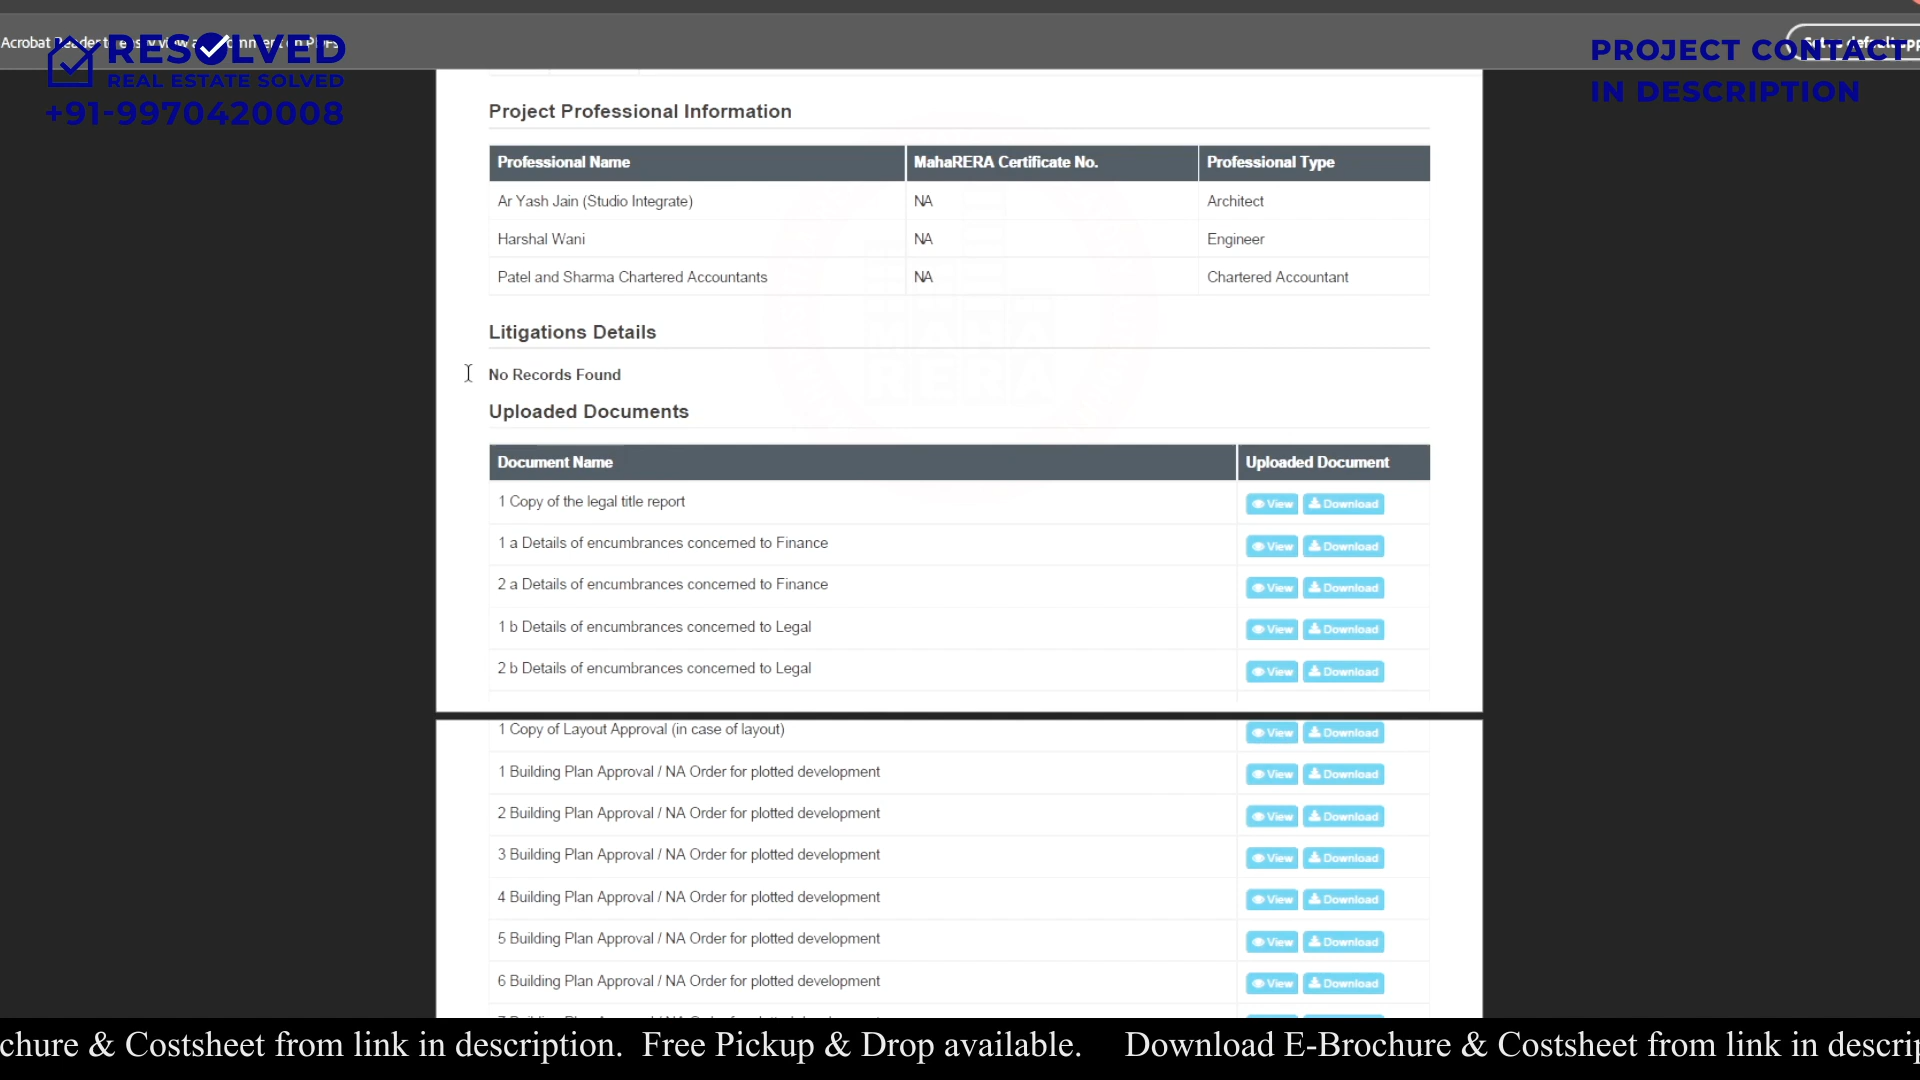 RESOLVED
REAL ESTATE SOLVED
+91-9970420008
PROJECT CONTACT
IN DESCRIPTION
Project Professional Information
Professional Name MahaRERA Certificate No. Professional Type
Ar Yash Jain (Studio Integrate) NA Architect
Harshal Wani NA Engineer
Patel and Sharma Chartered Accountants NA Chartered Accountant
Litigations Details
No Records Found
Uploaded Documents
Document Name Uploaded Document
1 Copy of the legal title report View Download
1 a Details of encumbrances concerned to Finance View Download
2 a Details of encumbrances concerned to Finance View Download
1 b Details of encumbrances concerned to Legal View Download
2 b Details of encumbrances concerned to Legal View Download
1 Copy of Layout Approval (in case of layout) View Download
1 Building Plan Approval / NA Order for plotted development View Download
2 Building Plan Approval / NA Order for plotted development View Download
3 Building Plan Approval / NA Order for plotted development View Download
4 Building Plan Approval / NA Order for plotted development View Download
5 Building Plan Approval / NA Order for plotted development View Download
6 Building Plan Approval / NA Order for plotted development View Download
chure & Costsheet from link in description. Free Pickup & Drop available. Download E-Brochure & Costsheet from link in descrip